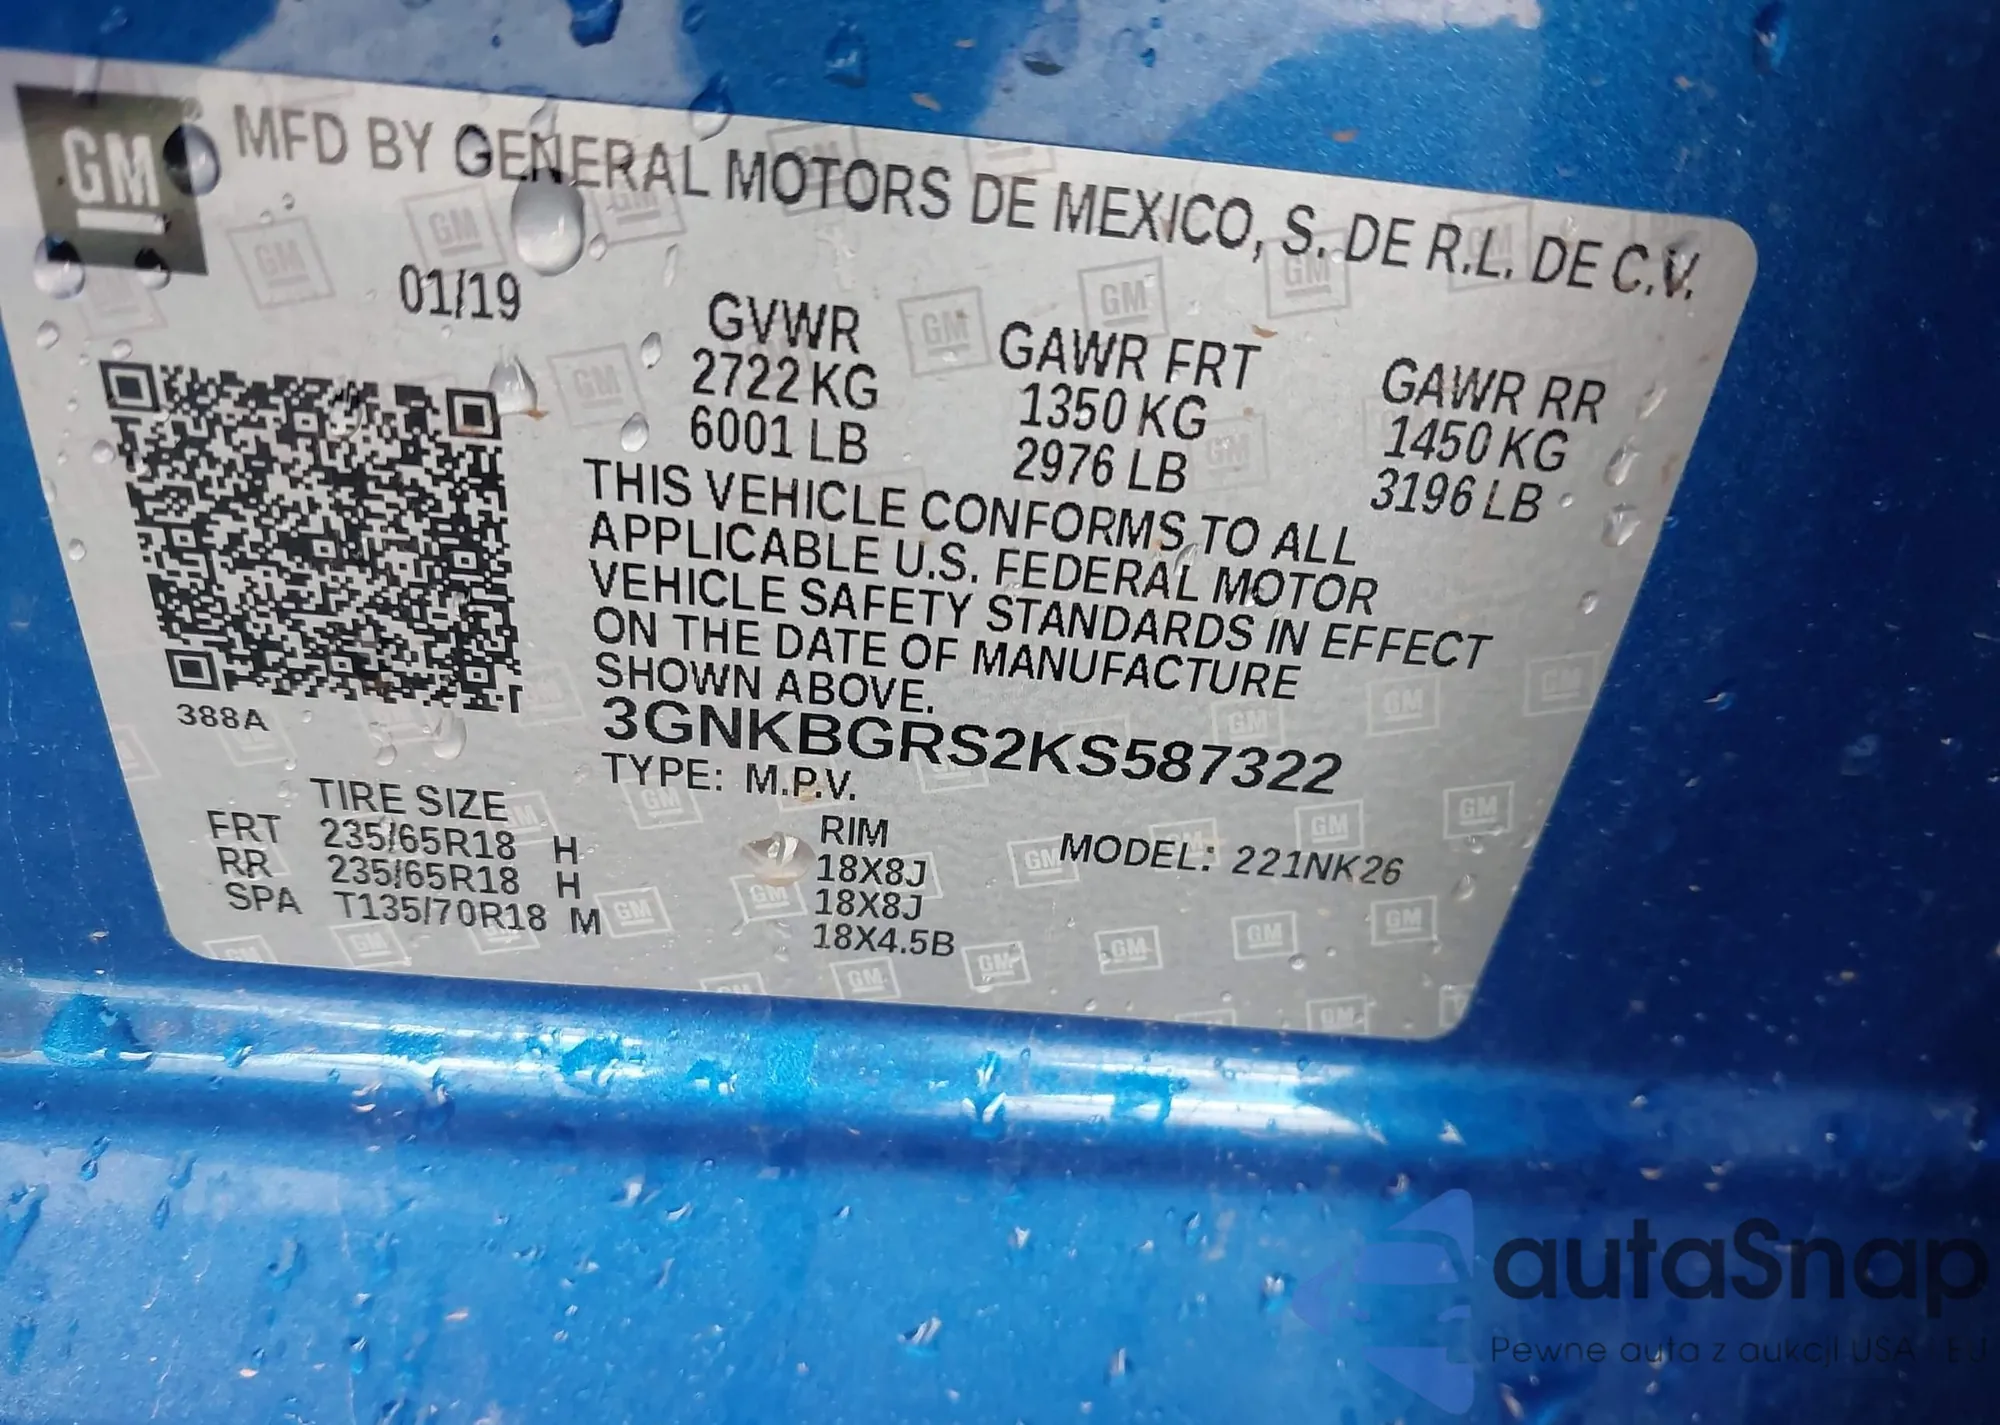 GM
MFD BY GENERAL MOTORS DE MEXICO, S. DE R.L. DE C.V.
01/19
GVWR GAWR FRT GAWR RR
2722 KG 1350 KG 1450 KG
6001 LB 2976 LB 3196 LB
THIS VEHICLE CONFORMS TO ALL
APPLICABLE U.S. FEDERAL MOTOR
VEHICLE SAFETY STANDARDS IN EFFECT
ON THE DATE OF MANUFACTURE
SHOWN ABOVE.
388A
3GNKBGRS2KS587322
TYPE: M.P.V.
TIRE SIZE RIM MODEL: 221NK26
FRT 235/65R18 H 18X8J
RR 235/65R18 H 18X8J
SPA T135/70R18 M 18X4.5B
autaSnap
Pewne auta z aukcji USA